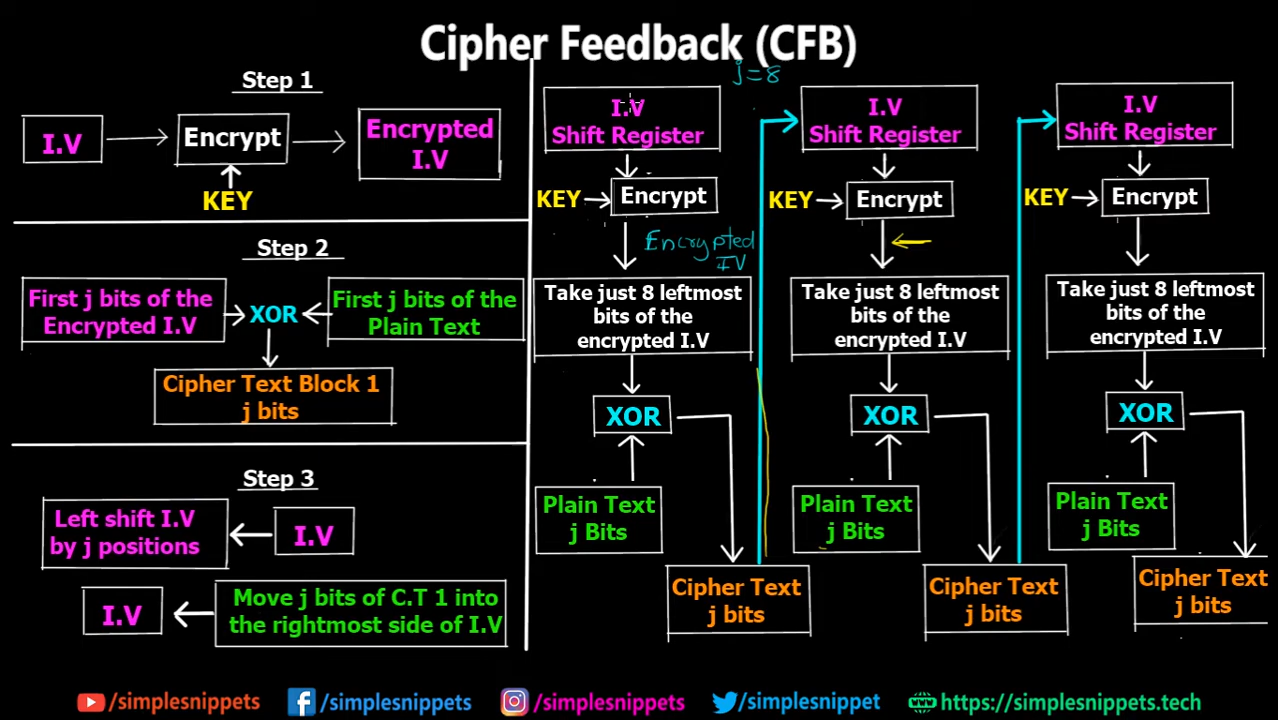 Cipher Feedback (CFB)
j=8
Step 1
I.V
Encrypt
Encrypted
I.V
KEY
Step 2
First j bits of the
Encrypted I.V
XOR
First j bits of the
Plain Text
Cipher Text Block 1
j bits
Step 3
Left shift I.V
by j positions
I.V
I.V
Move j bits of C.T 1 into
the rightmost side of I.V
I.V
Shift Register
KEY
Encrypt
Encrypted
IV
Take just 8 leftmost
bits of the
encrypted I.V
XOR
Plain Text
j Bits
Cipher Text
j bits
I.V
Shift Register
KEY
Encrypt
Take just 8 leftmost
bits of the
encrypted I.V
XOR
Plain Text
j Bits
Cipher Text
j bits
I.V
Shift Register
KEY
Encrypt
Take just 8 leftmost
bits of the
encrypted I.V
XOR
Plain Text
j Bits
Cipher Text
j bits
/simplesnippets
/simplesnippets
/simplesnippets
/simplesnippets
https://simplesnippets.tech